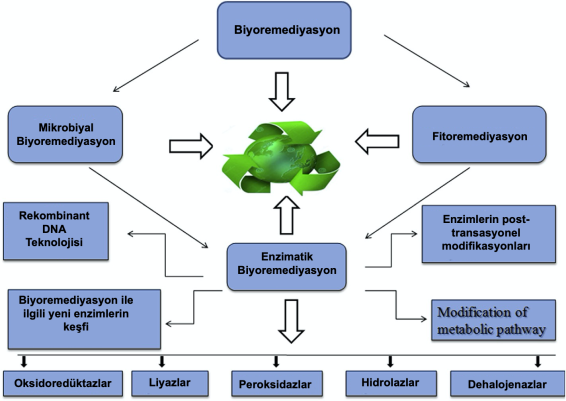 Biyoremediyasyon
Mikrobiyal
Biyoremediyasyon
Fitoremediyasyon
Rekombinant
DNA
Teknolojisi
Enzimatik
Biyoremediyasyon
Enzimlerin post-
transasyonel
modifikasyonları
Biyoremediyasyon ile
ilgili yeni enzimlerin
keşfi
Modification of
metabolic pathway
Oksidoredüktazlar
Liyazlar
Peroksidazlar
Hidrolazlar
Dehalojenazlar